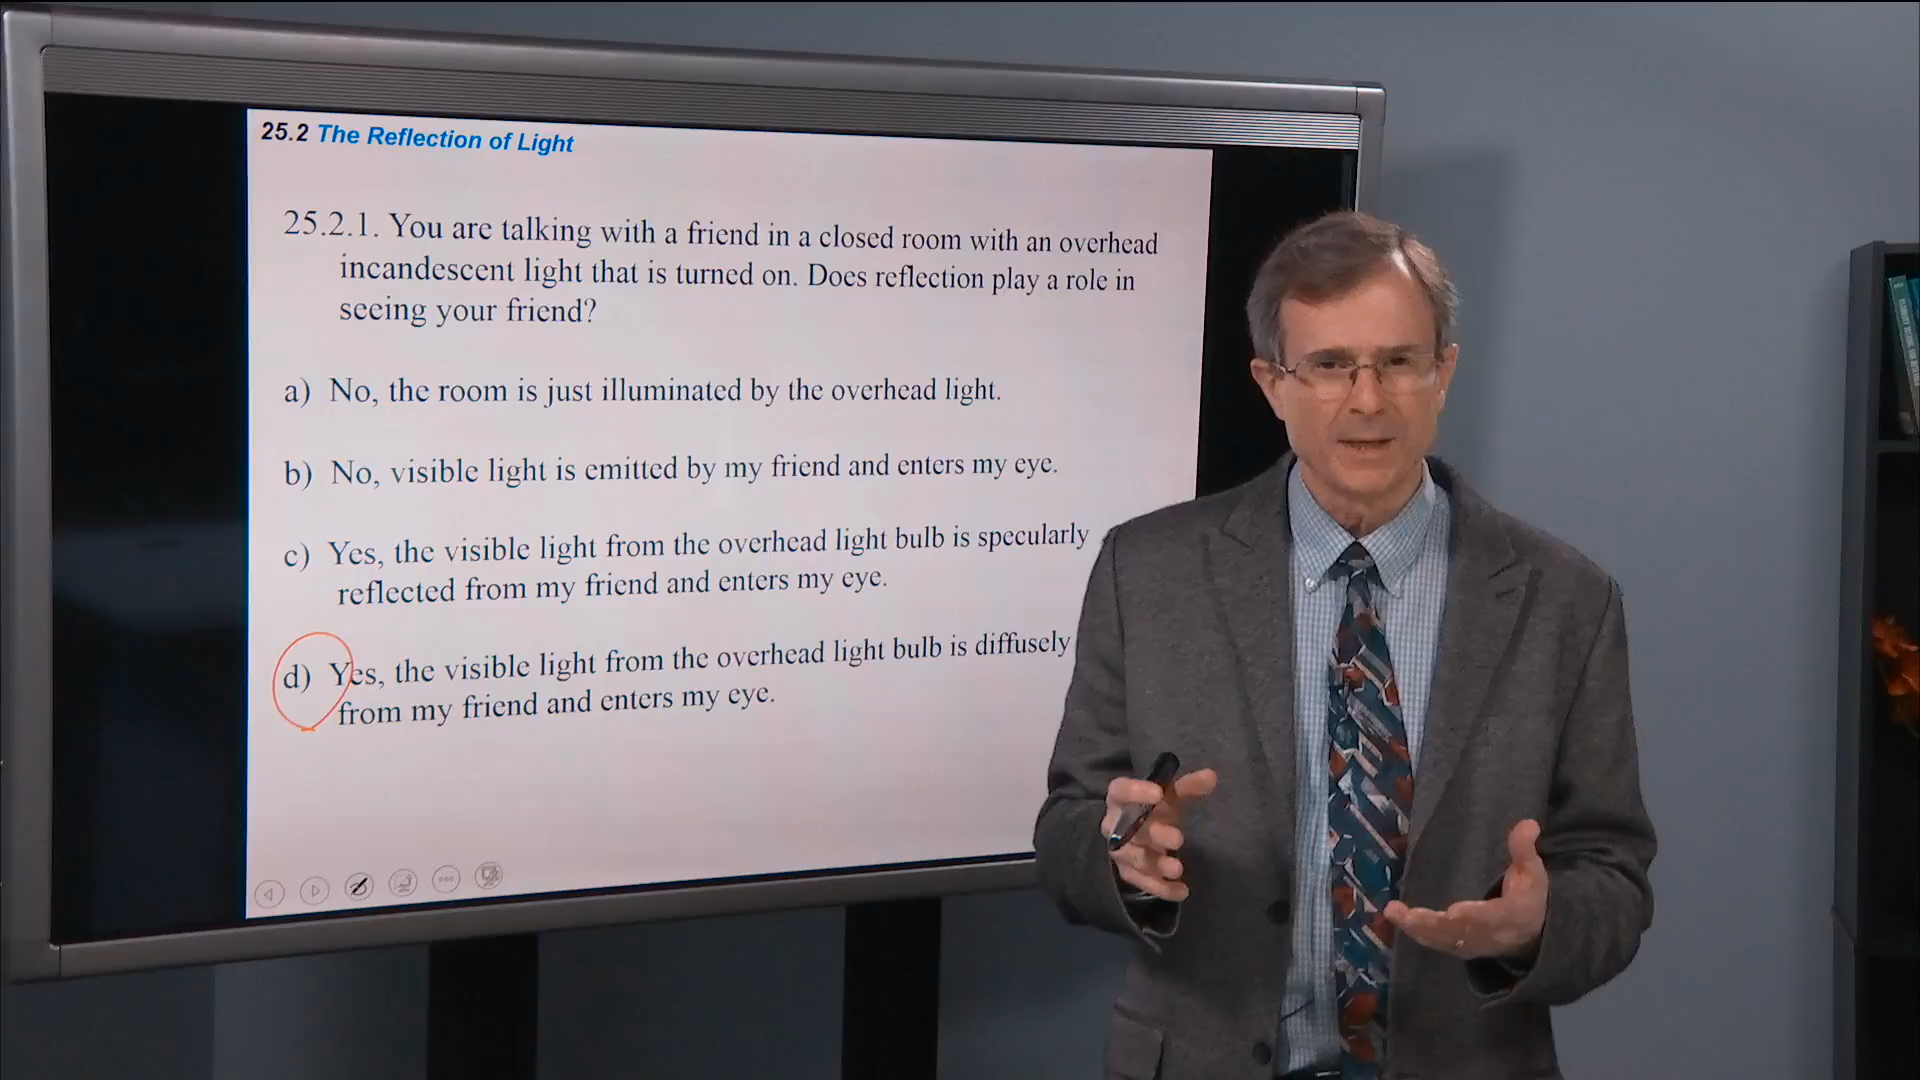 25.2 The Reflection of Light
25.2.1. You are talking with a friend in a closed room with an overhead
incandescent light that is turned on. Does reflection play a role in
seeing your friend?
a) No, the room is just illuminated by the overhead light.
b) No, visible light is emitted by my friend and enters my eye.
c) Yes, the visible light from the overhead light bulb is specularly
reflected from my friend and enters my eye.
d) Yes, the visible light from the overhead light bulb is diffusely
from my friend and enters my eye.